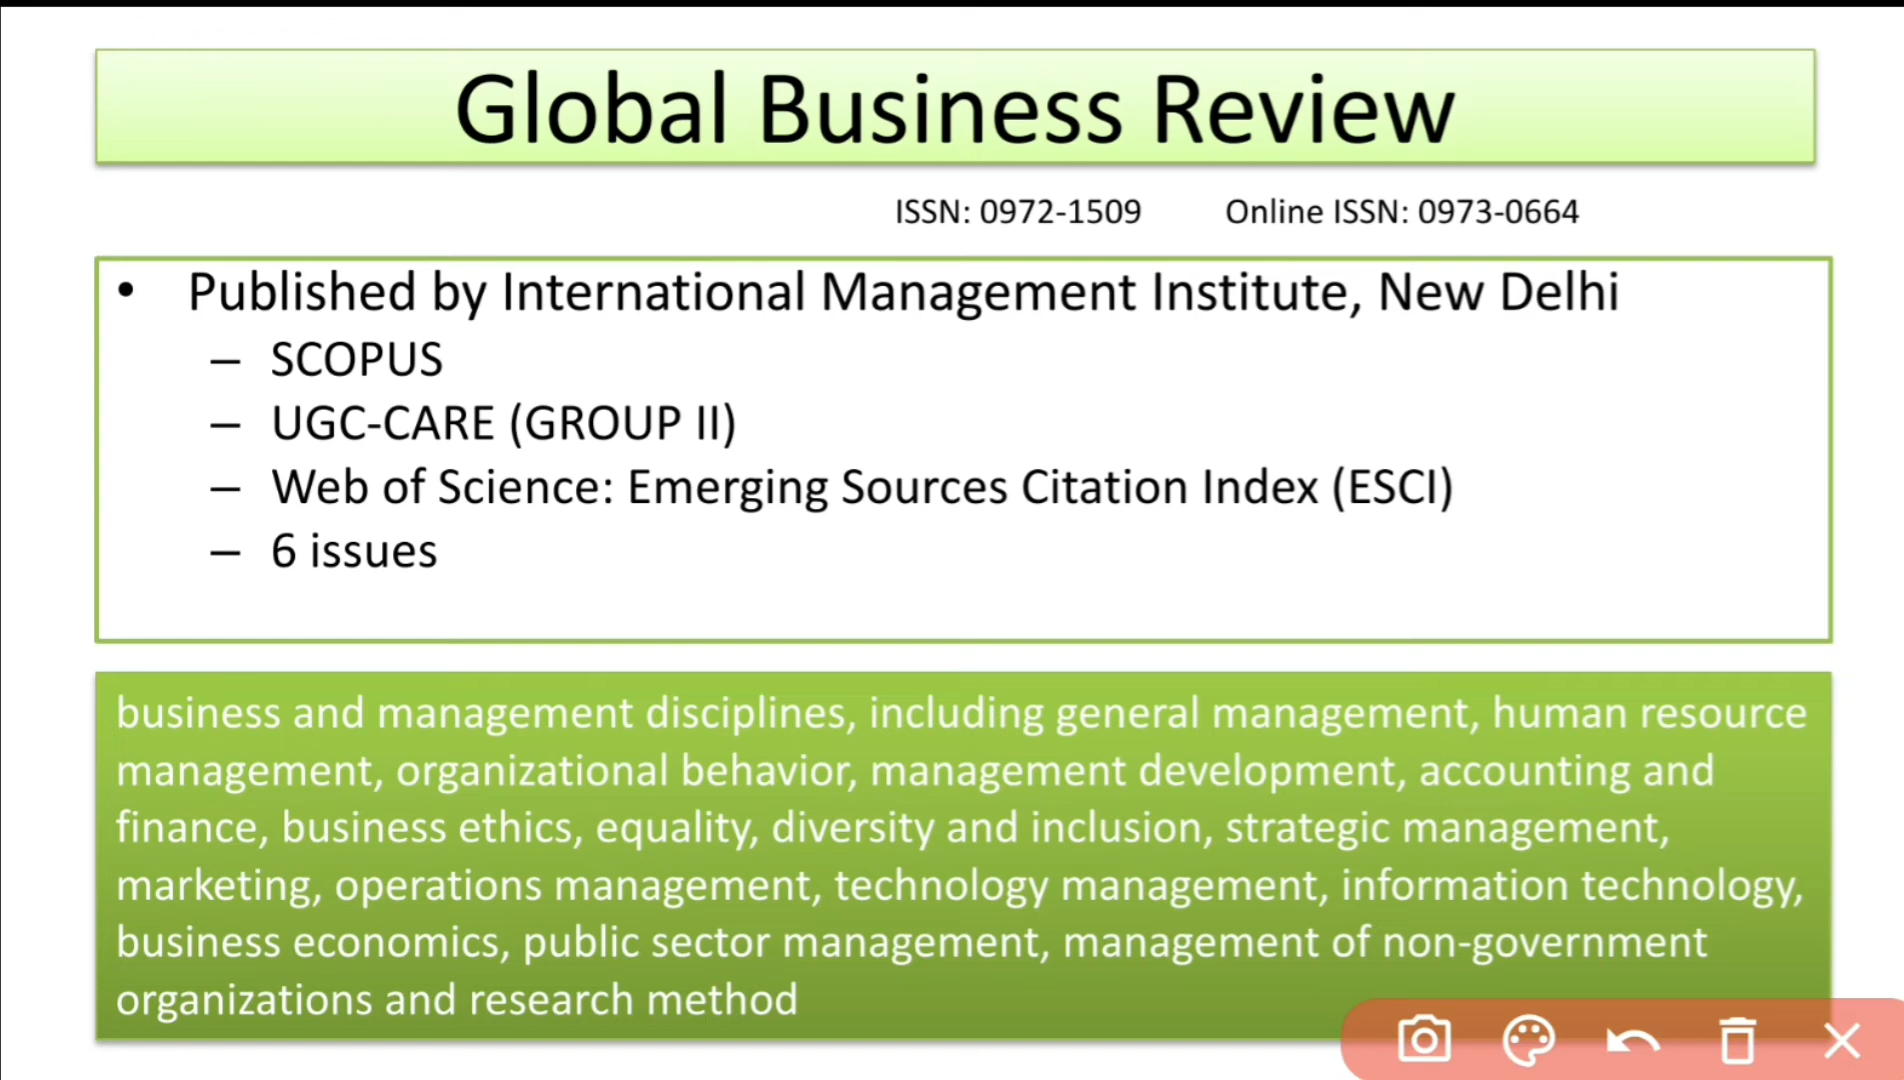 Global Business Review
ISSN: 0972-1509 Online ISSN: 0973-0664
• Published by International Management Institute, New Delhi
– SCOPUS
– UGC-CARE (GROUP II)
– Web of Science: Emerging Sources Citation Index (ESCI)
– 6 issues
business and management disciplines, including general management, human resource
management, organizational behavior, management development, accounting and
finance, business ethics, equality, diversity and inclusion, strategic management,
marketing, operations management, technology management, information technology,
business economics, public sector management, management of non-government
organizations and research method